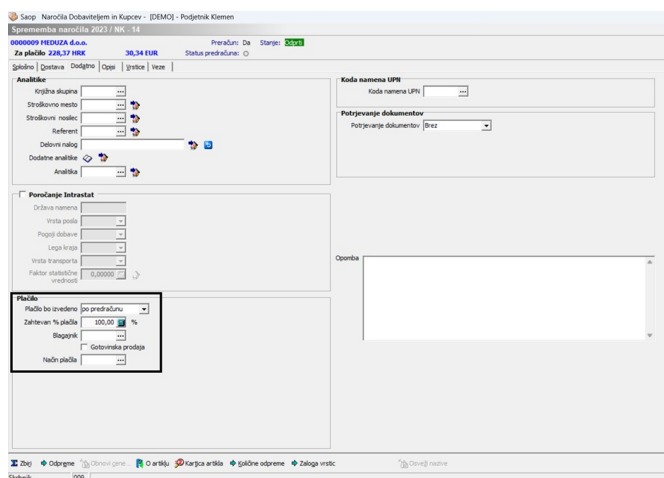 Saop Naročila Dobaviteljem in Kupcev - [DEMO] - Podjetnik Klemen
Sprememba naročila 2023 / NK - 14
0000009 MEDUZA d.o.o. Preračun: Da Stanje: Odprti
Za plačilo 228,37 HRK 30,34 EUR Status predračuna:
Splošno Dostava Dodatno Opisi Vrstice Veze
Analitike
Knjižna skupina ...
Stroškovno mesto ...
Stroškovni nosilec ...
Referent ...
Delovni nalog
Dodatne analitike
Analitika ...
Koda namena UPN
Koda namena UPN ...
Potrjevanje dokumentov
Potrjevanje dokumentov Brez
Poročanje Intrastat
Država namena
Vrsta posla
Pogoji dobave
Lega kraja
Vrsta transporta
Faktor statistične vrednosti 0,00000
Opomba
Plačilo
Plačilo bo izvedeno po predračunu
Zahtevan % plačila 100,00 %
Blagajnik ...
Gotovinska prodaja
Način plačila ...
Zbiri Odpreme Obnovi cene... O artiklu Kartica artikla Količine odpreme Zaloga vrstic Osveži nazive